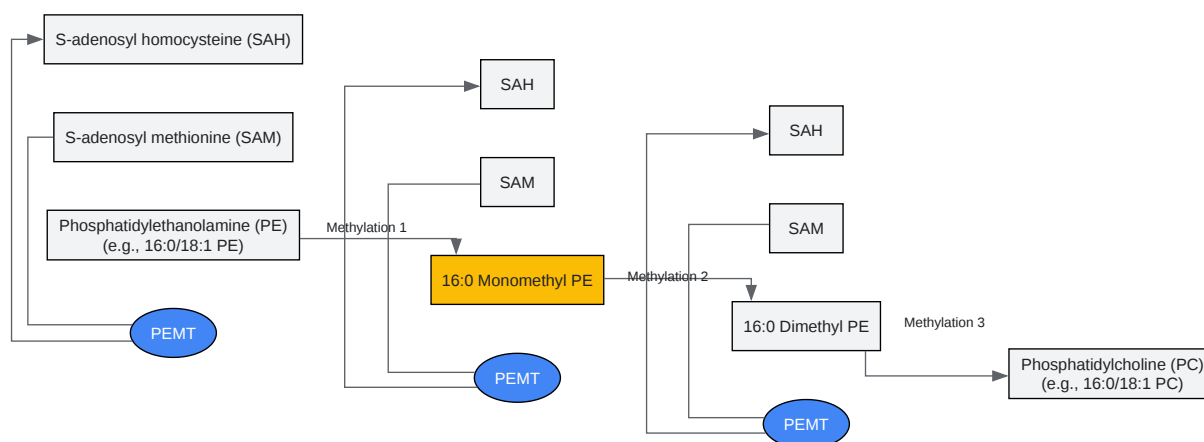 S-adenosyl homocysteine (SAH)
S-adenosyl methionine (SAM)
Phosphatidylethanolamine (PE)
(e.g., 16:0/18:1 PE)
PEMT
Methylation 1
SAH
SAM
16:0 Monomethyl PE
PEMT
Methylation 2
SAH
SAM
16:0 Dimethyl PE
PEMT
Methylation 3
Phosphatidylcholine (PC)
(e.g., 16:0/18:1 PC)